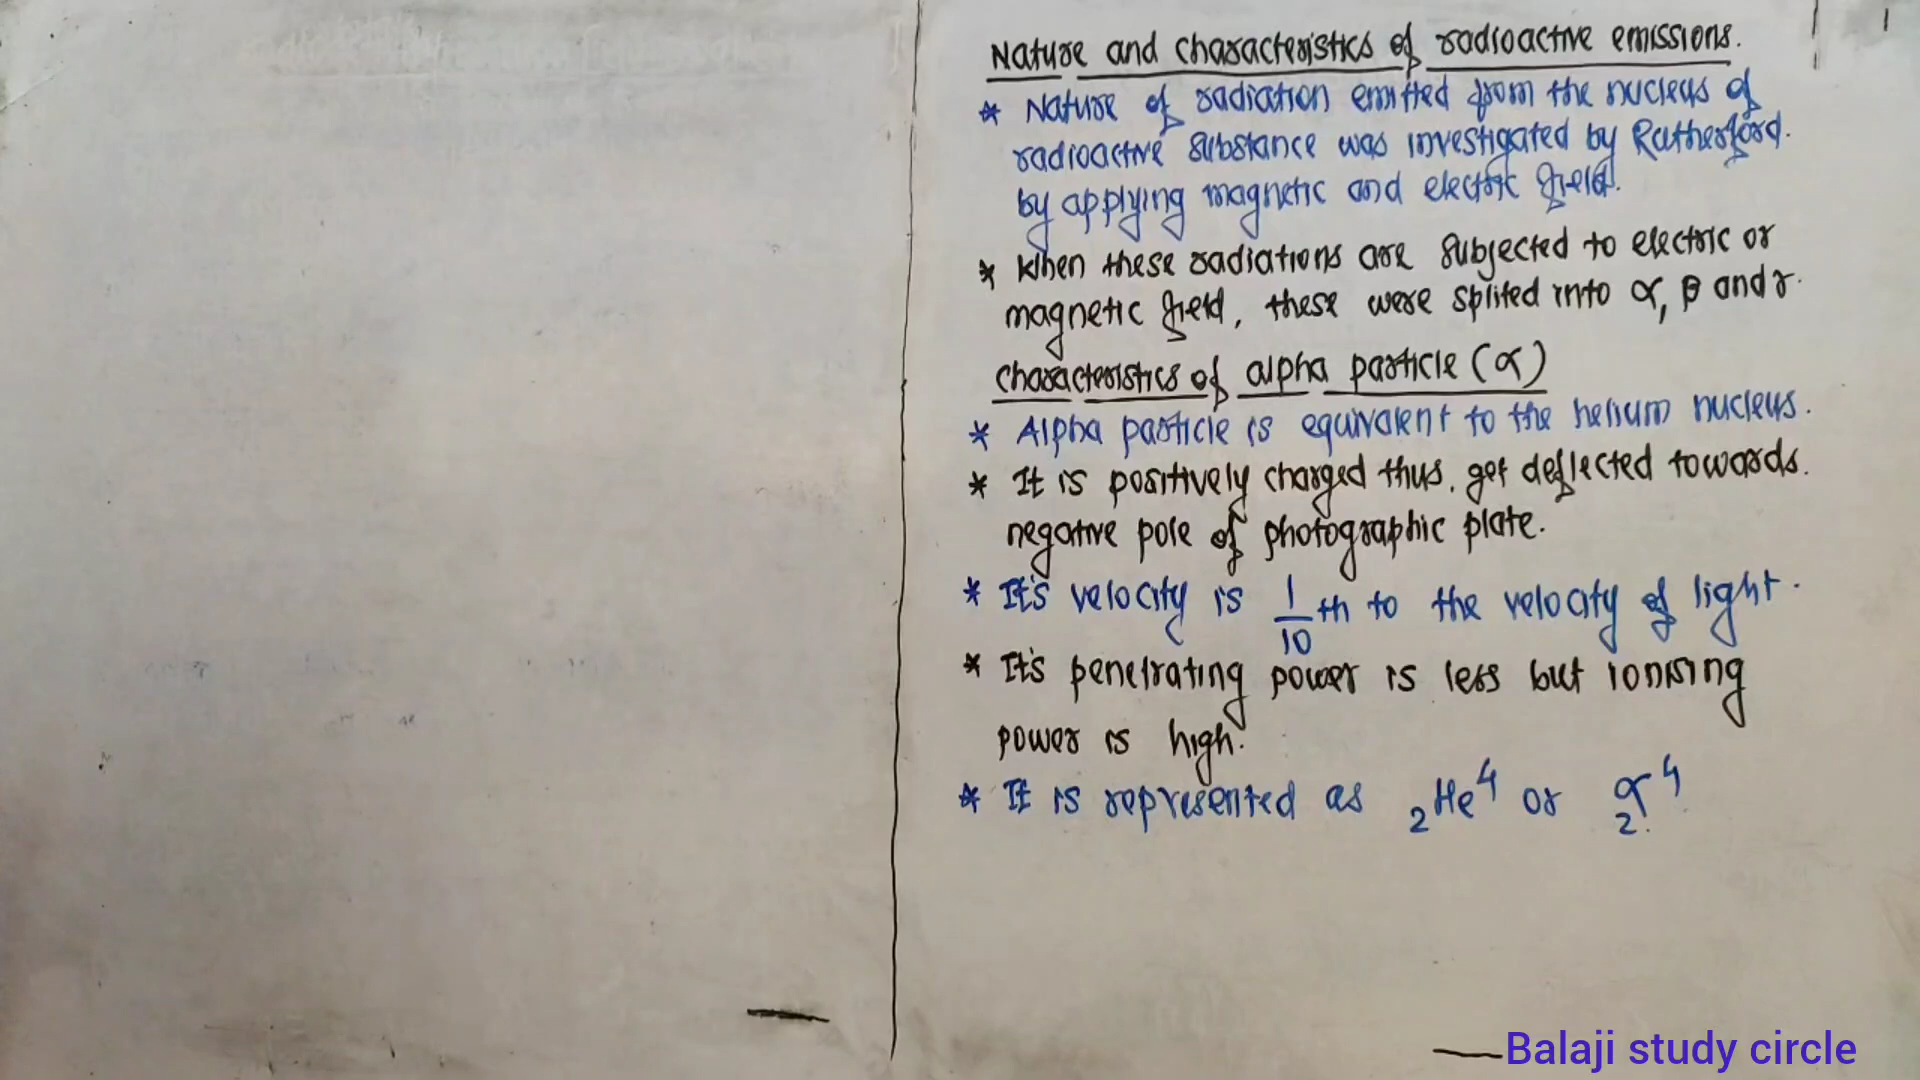 Nature and characteristics of radioactive emissions.
* Nature of radiation emitted from the nucleus of
radioactive substance was investigated by Rutherford.
by applying magnetic and electric field.
* When these radiations are subjected to electric or
magnetic field, these were splited into α, β and γ.
characteristics of alpha particle (α)
* Alpha particle is equivalent to the helium nucleus.
* It is positively charged thus, get deflected towards.
negative pole of photographic plate.
* It's velocity is 1/10 th to the velocity of light.
* It's penetrating power is less but ionising
power is high.
* It is represented as ₂He⁴ or ₂α⁴
Balaji study circle